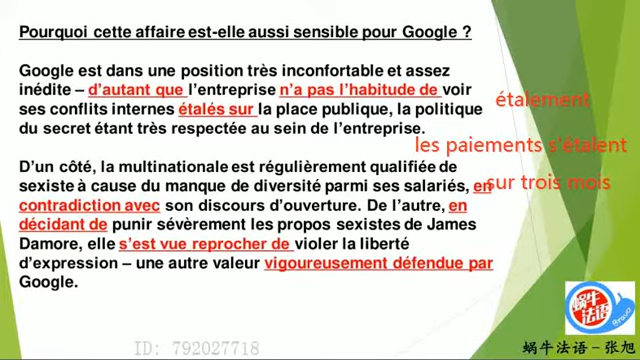 Pourquoi cette affaire est-elle aussi sensible pour Google ?
Google est dans une position très inconfortable et assez
inédite – d’autant que l’entreprise n’a pas l’habitude de voir
ses conflits internes étalés sur la place publique, la politique
du secret étant très respectée au sein de l’entreprise.
étalement
les paiements s'étalent
sur trois mois
D’un côté, la multinationale est régulièrement qualifiée de
sexiste à cause du manque de diversité parmi ses salariés, en
contradiction avec son discours d’ouverture. De l’autre, en
décidant de punir sévèrement les propos sexistes de James
Damore, elle s’est vue reprocher de violer la liberté
d’expression – une autre valeur vigoureusement défendue par
Google.
蜗牛
法语
蜗牛法语–张旭
ID: 792027718